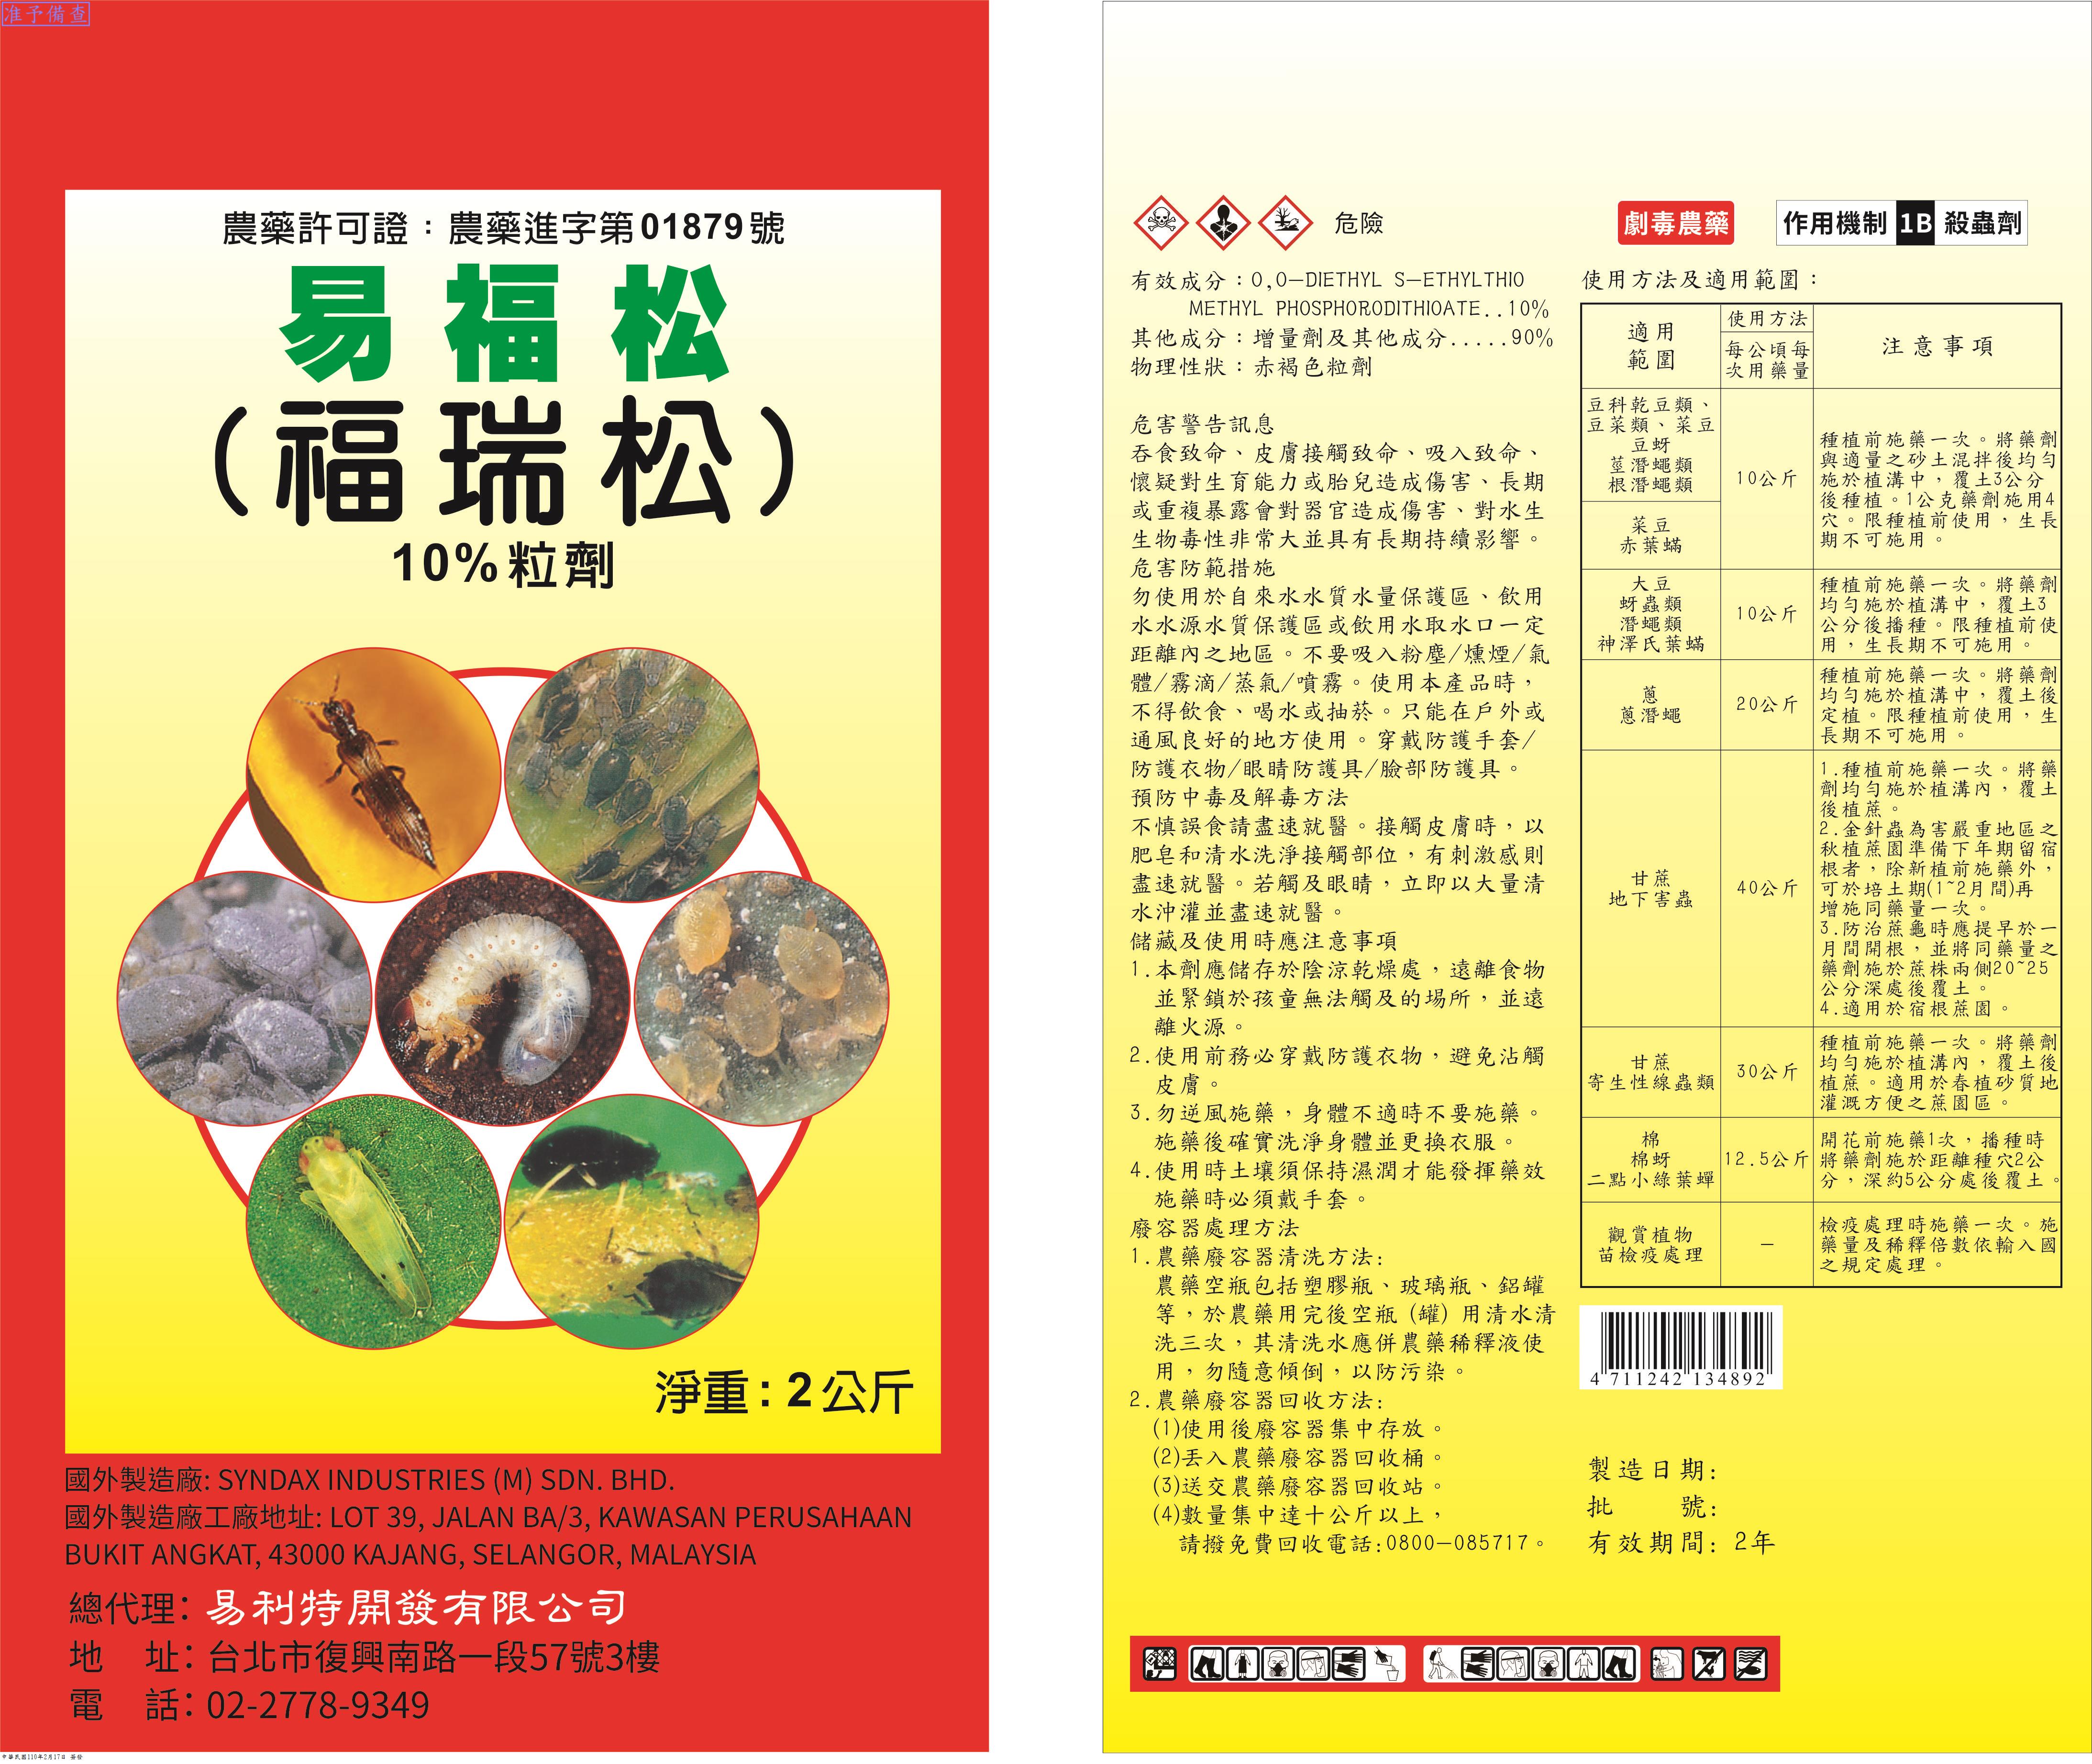 准予備查
農藥許可證：農藥進字第01879號
易福松
(福瑞松)
10%粒劑
淨重：2公斤
國外製造廠: SYNDAX INDUSTRIES (M) SDN. BHD.
國外製造廠工廠地址: LOT 39, JALAN BA/3, KAWASAN PERUSAHAAN
BUKIT ANGKAT, 43000 KAJANG, SELANGOR, MALAYSIA
總代理：易利特開發有限公司
地 址：台北市復興南路一段57號3樓
電 話：02-2778-9349
中華民國110年2月17日 簽發
危險
劇毒農藥
作用機制 1B 殺蟲劑
有效成分：O,O-DIETHYL S-ETHYLTHIO
METHYL PHOSPHORODITHIOATE..10%
其他成分：增量劑及其他成分.....90%
物理性狀：赤褐色粒劑
危害警告訊息
吞食致命、皮膚接觸致命、吸入致命、
懷疑對生育能力或胎兒造成傷害、長期
或重複暴露會對器官造成傷害、對水生
生物毒性非常大並具有長期持續影響。
危害防範措施
勿使用於自來水水質水量保護區、飲用
水水源水質保護區或飲用水取水口一定
距離內之地區。不要吸入粉塵/燻煙/氣
體/霧滴/蒸氣/噴霧。使用本產品時，
不得飲食、喝水或抽菸。只能在戶外或
通風良好的地方使用。穿戴防護手套/
防護衣物/眼睛防護具/臉部防護具。
預防中毒及解毒方法
不慎誤食請盡速就醫。接觸皮膚時，以
肥皂和清水洗淨接觸部位，有刺激感則
盡速就醫。若觸及眼睛，立即以大量清
水沖灌並盡速就醫。
儲藏及使用時應注意事項
1.本劑應儲存於陰涼乾燥處，遠離食物
並緊鎖於孩童無法觸及的場所，並遠
離火源。
2.使用前務必穿戴防護衣物，避免沾觸
皮膚。
3.勿逆風施藥，身體不適時不要施藥。
施藥後確實洗淨身體並更換衣服。
4.使用時土壤須保持濕潤才能發揮藥效
施藥時必須戴手套。
廢容器處理方法
1.農藥廢容器清洗方法:
農藥空瓶包括塑膠瓶、玻璃瓶、鋁罐
等，於農藥用完後空瓶(罐)用清水清
洗三次，其清洗水應併農藥稀釋液使
用，勿隨意傾倒，以防污染。
2.農藥廢容器回收方法:
(1)使用後廢容器集中存放。
(2)丟入農藥廢容器回收桶。
(3)送交農藥廢容器回收站。
(4)數量集中達十公斤以上，
請撥免費回收電話:0800-085717。
使用方法及適用範圍：
適用
範圍
使用方法
每公頃每
次用藥量
注意事項
豆科乾豆類、
豆菜類、菜豆
豆蚜
莖潛蠅類
根潛蠅類
菜豆
赤葉蟎
10公斤
種植前施藥一次。將藥劑
與適量之砂土混拌後均勻
施於植溝中，覆土3公分
後種植。1公克藥劑施用4
穴。限種植前使用，生長
期不可施用。
大豆
蚜蟲類
潛蠅類
神澤氏葉蟎
10公斤
種植前施藥一次。將藥劑
均勻施於植溝中，覆土3
公分後播種。限種植前使
用，生長期不可施用。
蔥
蔥潛蠅
20公斤
種植前施藥一次。將藥劑
均勻施於植溝中，覆土後
定植。限種植前使用，生
長期不可施用。
甘蔗
地下害蟲
40公斤
1.種植前施藥一次。將藥
劑均勻施於植溝內，覆土
後植蔗。
2.金針蟲為害嚴重地區之
秋植蔗園準備下年期留宿
根者，除新植前施藥外，
可於培土期(1~2月間)再
增施同藥量一次。
3.防治蔗龜時應提早於一
月間開根，並將同藥量之
藥劑施於蔗株兩側20~25
公分深處後覆土。
4.適用於宿根蔗園。
甘蔗
寄生性線蟲類
30公斤
種植前施藥一次。將藥劑
均勻施於植溝內，覆土後
植蔗。適用於春植砂質地
灌溉方便之蔗園區。
棉
棉蚜
二點小綠葉蟬
12.5公斤
開花前施藥1次，播種時
將藥劑施於距離種穴2公
分，深約5公分處後覆土。
觀賞植物
苗檢疫處理
－
檢疫處理時施藥一次。施
藥量及稀釋倍數依輸入國
之規定處理。
4 711242 134892
製造日期:
批 號:
有效期間: 2年